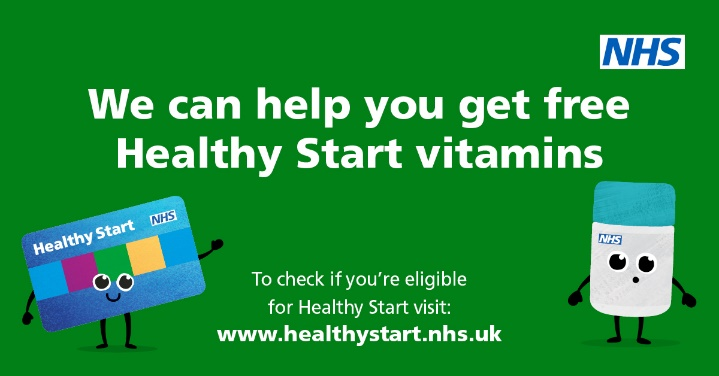 NHS
We can help you get free
Healthy Start vitamins
Healthy Start
NHS
NHS
To check if you're eligible
for Healthy Start visit:
www.healthystart.nhs.uk